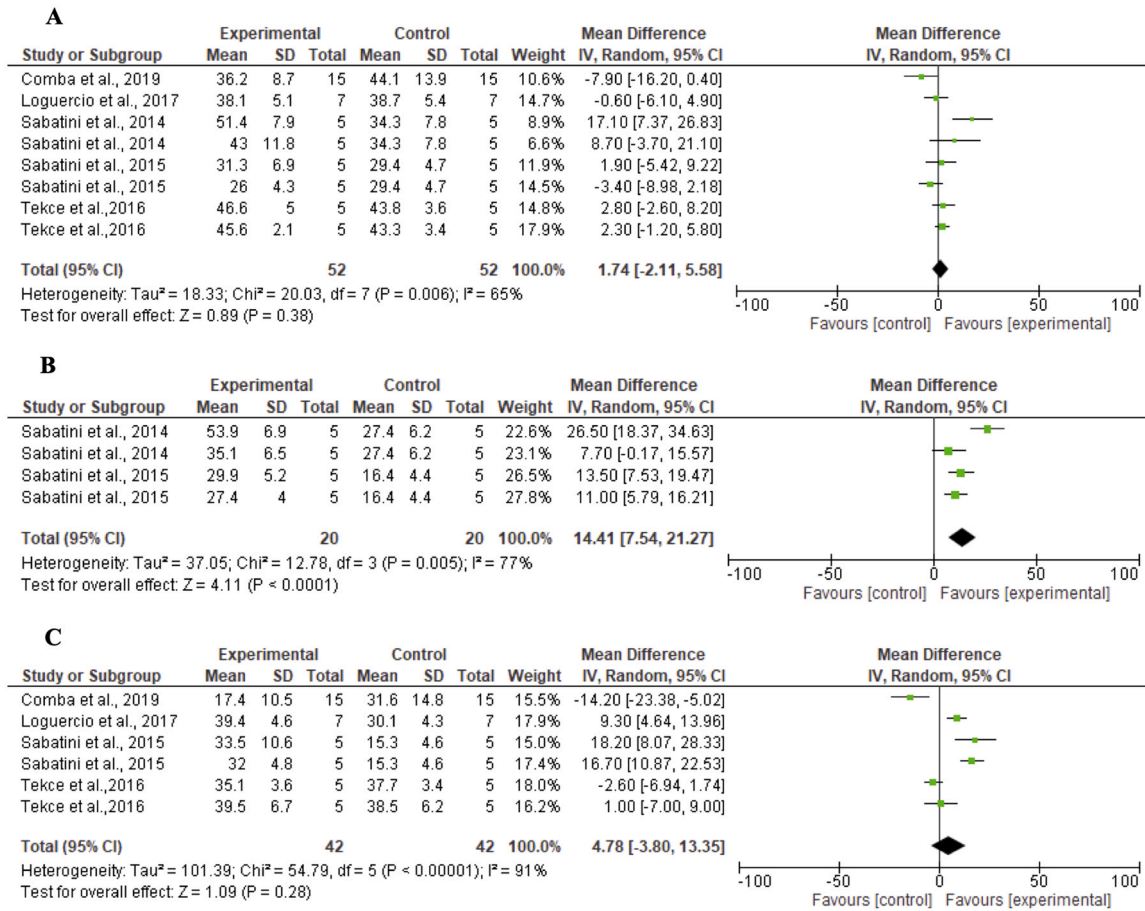 A
Experimental Control Mean Difference Mean Difference
Study or Subgroup Mean SD Total Mean SD Total Weight IV, Random, 95% CI IV, Random, 95% CI
Comba et al., 2019 36.2 8.7 15 44.1 13.9 15 10.6% -7.90 [-16.20, 0.40]
Loguercio et al., 2017 38.1 5.1 7 38.7 5.4 7 14.7% -0.60 [-6.10, 4.90]
Sabatini et al., 2014 51.4 7.9 5 34.3 7.8 5 8.9% 17.10 [7.37, 26.83]
Sabatini et al., 2014 43 11.8 5 34.3 7.8 5 6.6% 8.70 [-3.70, 21.10]
Sabatini et al., 2015 31.3 6.9 5 29.4 4.7 5 11.9% 1.90 [-5.42, 9.22]
Sabatini et al., 2015 26 4.3 5 29.4 4.7 5 14.5% -3.40 [-8.98, 2.18]
Tekce et al.,2016 46.6 5 5 43.8 3.6 5 14.8% 2.80 [-2.60, 8.20]
Tekce et al.,2016 45.6 2.1 5 43.3 3.4 5 17.9% 2.30 [-1.20, 5.80]
Total (95% CI) 52 52 100.0% 1.74 [-2.11, 5.58]
Heterogeneity: Tau² = 18.33; Chi² = 20.03, df = 7 (P = 0.006); I² = 65%
Test for overall effect: Z = 0.89 (P = 0.38)
-100 -50 0 50 100
Favours [control] Favours [experimental]
B
Experimental Control Mean Difference Mean Difference
Study or Subgroup Mean SD Total Mean SD Total Weight IV, Random, 95% CI IV, Random, 95% CI
Sabatini et al., 2014 53.9 6.9 5 27.4 6.2 5 22.6% 26.50 [18.37, 34.63]
Sabatini et al., 2014 35.1 6.5 5 27.4 6.2 5 23.1% 7.70 [-0.17, 15.57]
Sabatini et al., 2015 29.9 5.2 5 16.4 4.4 5 26.5% 13.50 [7.53, 19.47]
Sabatini et al., 2015 27.4 4 5 16.4 4.4 5 27.8% 11.00 [5.79, 16.21]
Total (95% CI) 20 20 100.0% 14.41 [7.54, 21.27]
Heterogeneity: Tau² = 37.05; Chi² = 12.78, df = 3 (P = 0.005); I² = 77%
Test for overall effect: Z = 4.11 (P < 0.0001)
-100 -50 0 50 100
Favours [control] Favours [experimental]
C
Experimental Control Mean Difference Mean Difference
Study or Subgroup Mean SD Total Mean SD Total Weight IV, Random, 95% CI IV, Random, 95% CI
Comba et al., 2019 17.4 10.5 15 31.6 14.8 15 15.5% -14.20 [-23.38, -5.02]
Loguercio et al., 2017 39.4 4.6 7 30.1 4.3 7 17.9% 9.30 [4.64, 13.96]
Sabatini et al., 2015 33.5 10.6 5 15.3 4.6 5 15.0% 18.20 [8.07, 28.33]
Sabatini et al., 2015 32 4.8 5 15.3 4.6 5 17.4% 16.70 [10.87, 22.53]
Tekce et al.,2016 35.1 3.6 5 37.7 3.4 5 18.0% -2.60 [-6.94, 1.74]
Tekce et al.,2016 39.5 6.7 5 38.5 6.2 5 16.2% 1.00 [-7.00, 9.00]
Total (95% CI) 42 42 100.0% 4.78 [-3.80, 13.35]
Heterogeneity: Tau² = 101.39; Chi² = 54.79, df = 5 (P < 0.00001); I² = 91%
Test for overall effect: Z = 1.09 (P = 0.28)
-100 -50 0 50 100
Favours [control] Favours [experimental]